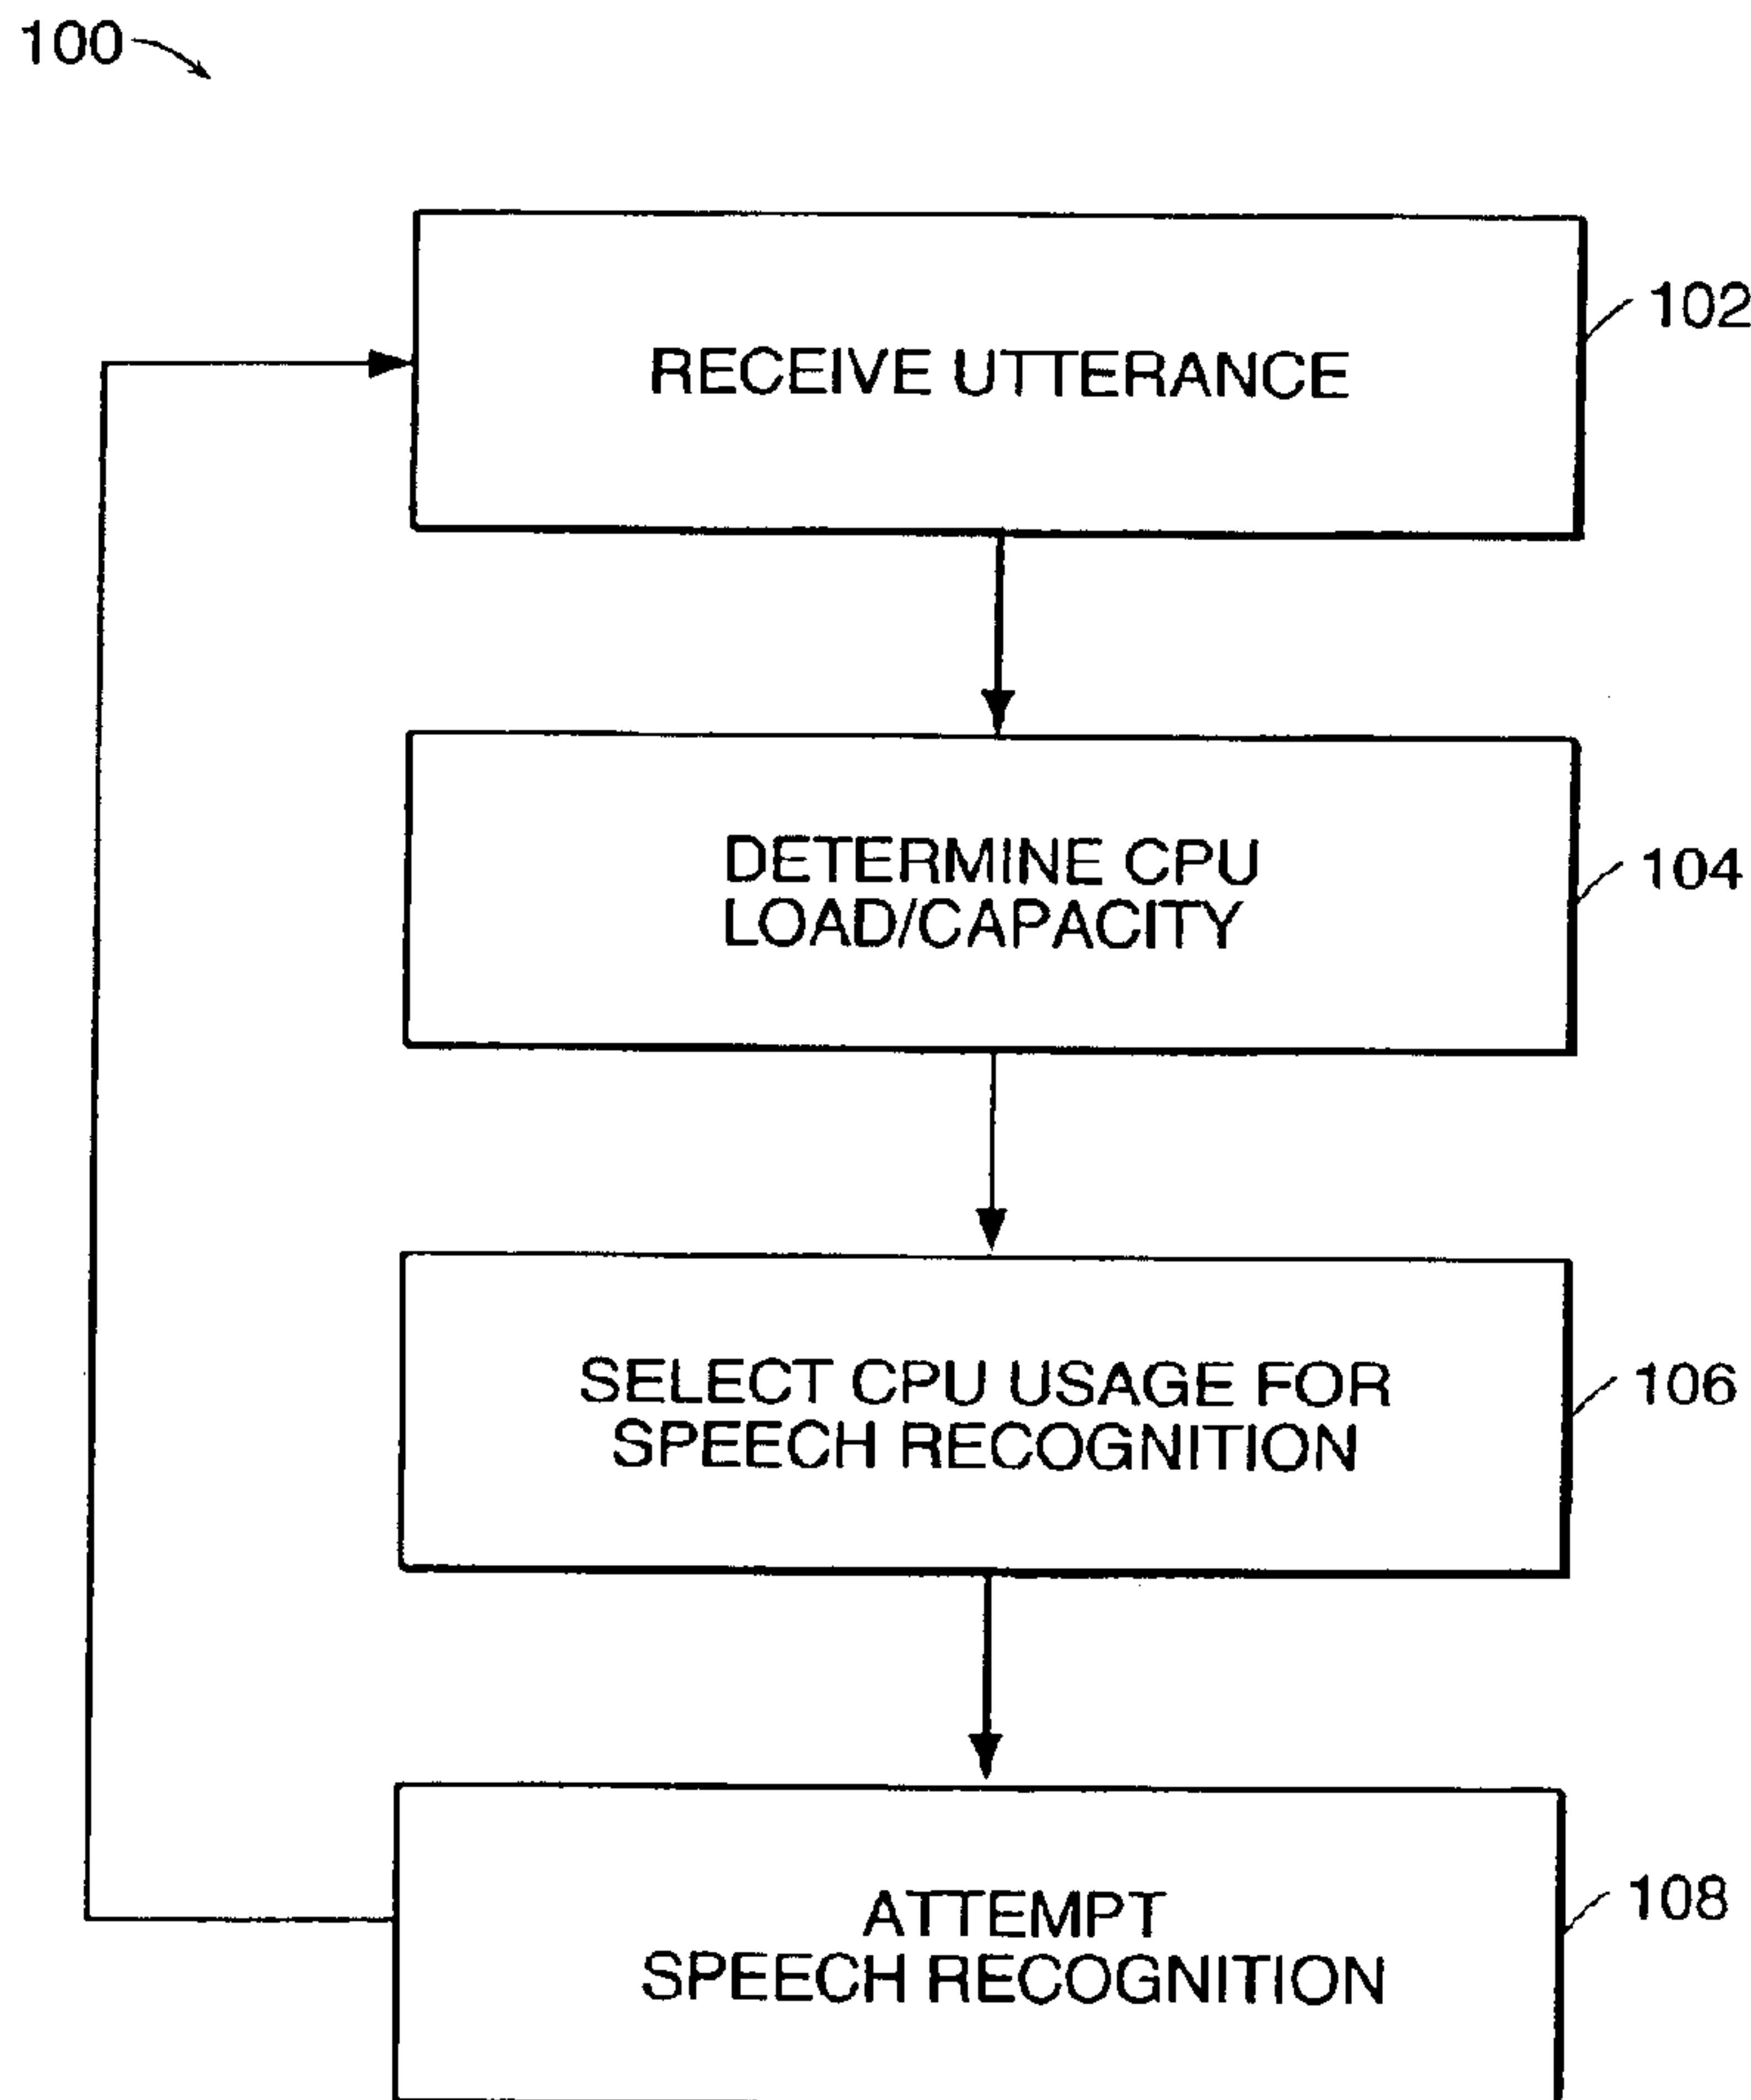 100
102
RECEIVE UTTERANCE
104
DETERMINE CPU
LOAD/CAPACITY
106
SELECT CPU USAGE FOR
SPEECH RECOGNITION
108
ATTEMPT
SPEECH RECOGNITION